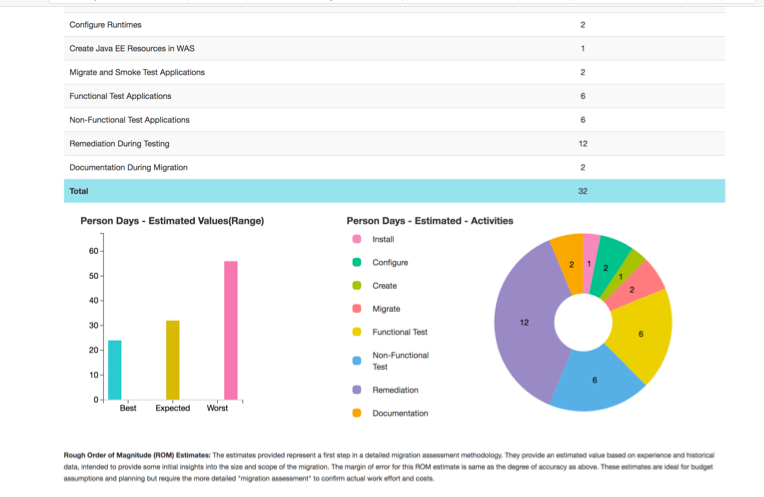 Configure Runtimes 2
Create Java EE Resources in WAS 1
Migrate and Smoke Test Applications 2
Functional Test Applications 6
Non-Functional Test Applications 6
Remediation During Testing 12
Documentation During Migration 2
Total 32
Person Days - Estimated Values(Range)
60
50
40
30
20
10
0
Best Expected Worst
Person Days - Estimated - Activities
Install
Configure
Create
Migrate
Functional Test
Non-Functional
Test
Remediation
Documentation
2 1 2
1
2
12
6
6
Rough Order of Magnitude (ROM) Estimates: The estimates provided represent a first step in a detailed migration assessment methodology. They provide an estimated value based on experience and historical
data, intended to provide some initial insights into the size and scope of the migration. The margin of error for this ROM estimate is same as the degree of accuracy as above. These estimates are ideal for budget
assumptions and planning but require the more detailed "migration assessment" to confirm actual work effort and costs.